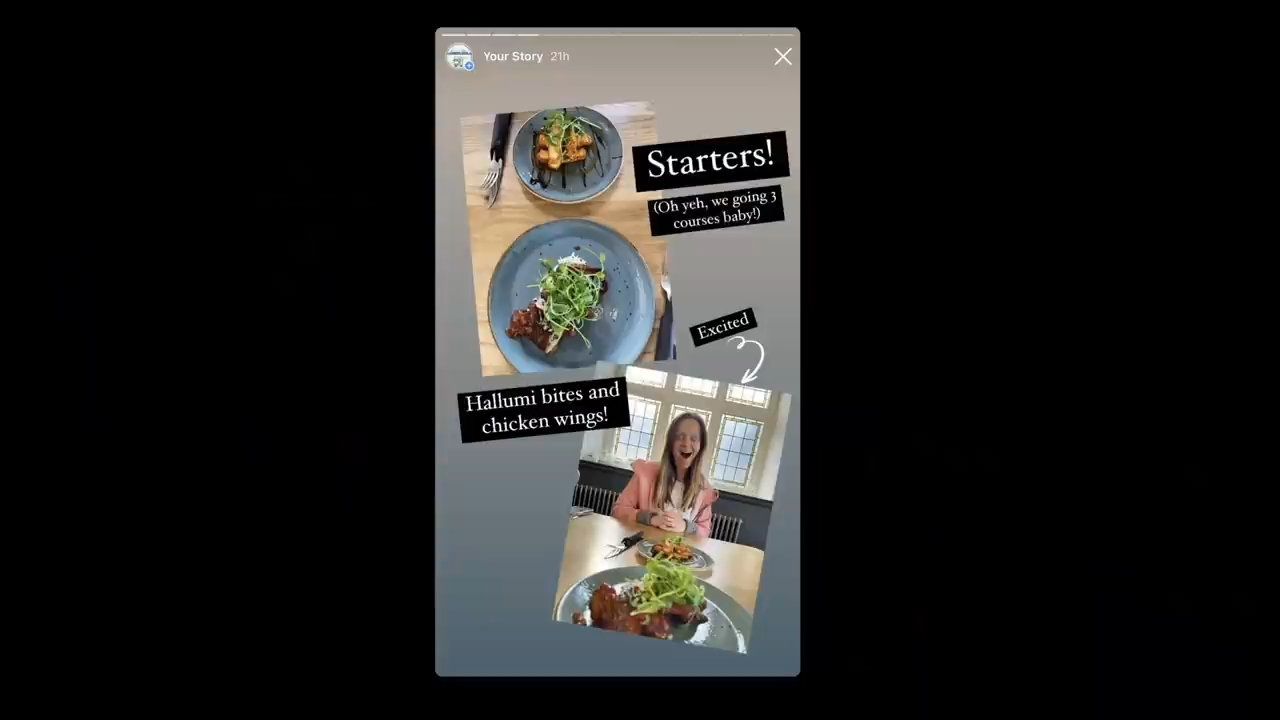 Your Story 21h
Starters!
(Oh yeh, we going 3
courses baby!)
Excited
Hallumi bites and
chicken wings!